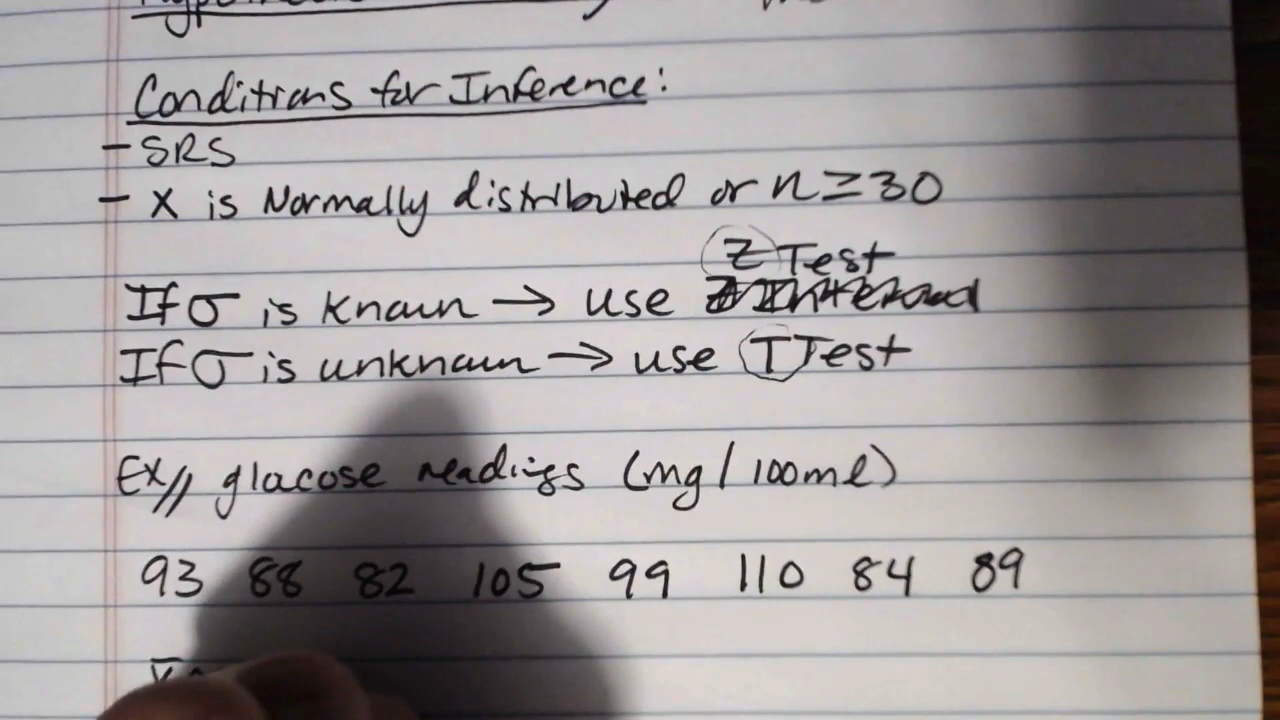 Conditions for Inference:
- SRS
- X is Normally distributed or n ≥ 30
Z Test
If σ is known → use
If σ is unknown → use T Test
Ex// glucose readings (mg/100ml)
93 88 82 105 99 110 84 89